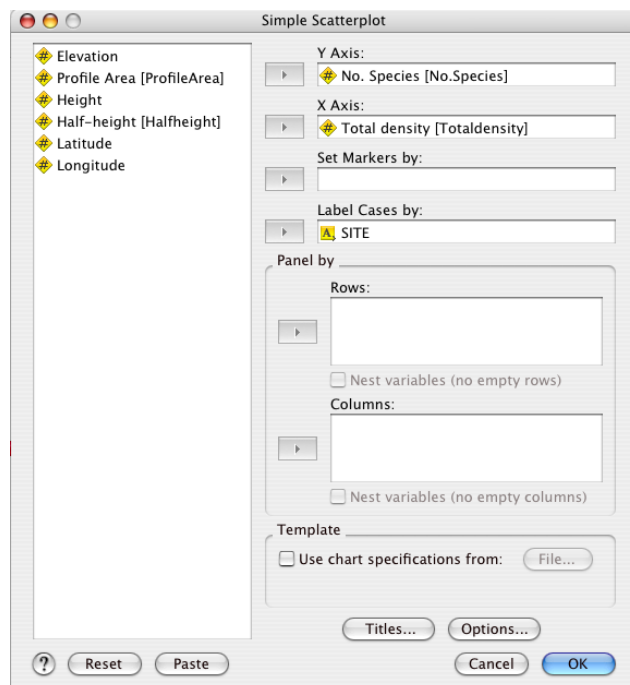 Simple Scatterplot
Elevation
Profile Area [ProfileArea]
Height
Half-height [Halfheight]
Latitude
Longitude
Y Axis:
No. Species [No.Species]
X Axis:
Total density [Totaldensity]
Set Markers by:
Label Cases by:
A SITE
Panel by
Rows:
Nest variables (no empty rows)
Columns:
Nest variables (no empty columns)
Template
Use chart specifications from:
File...
Titles...
Options...
?
Reset
Paste
Cancel
OK